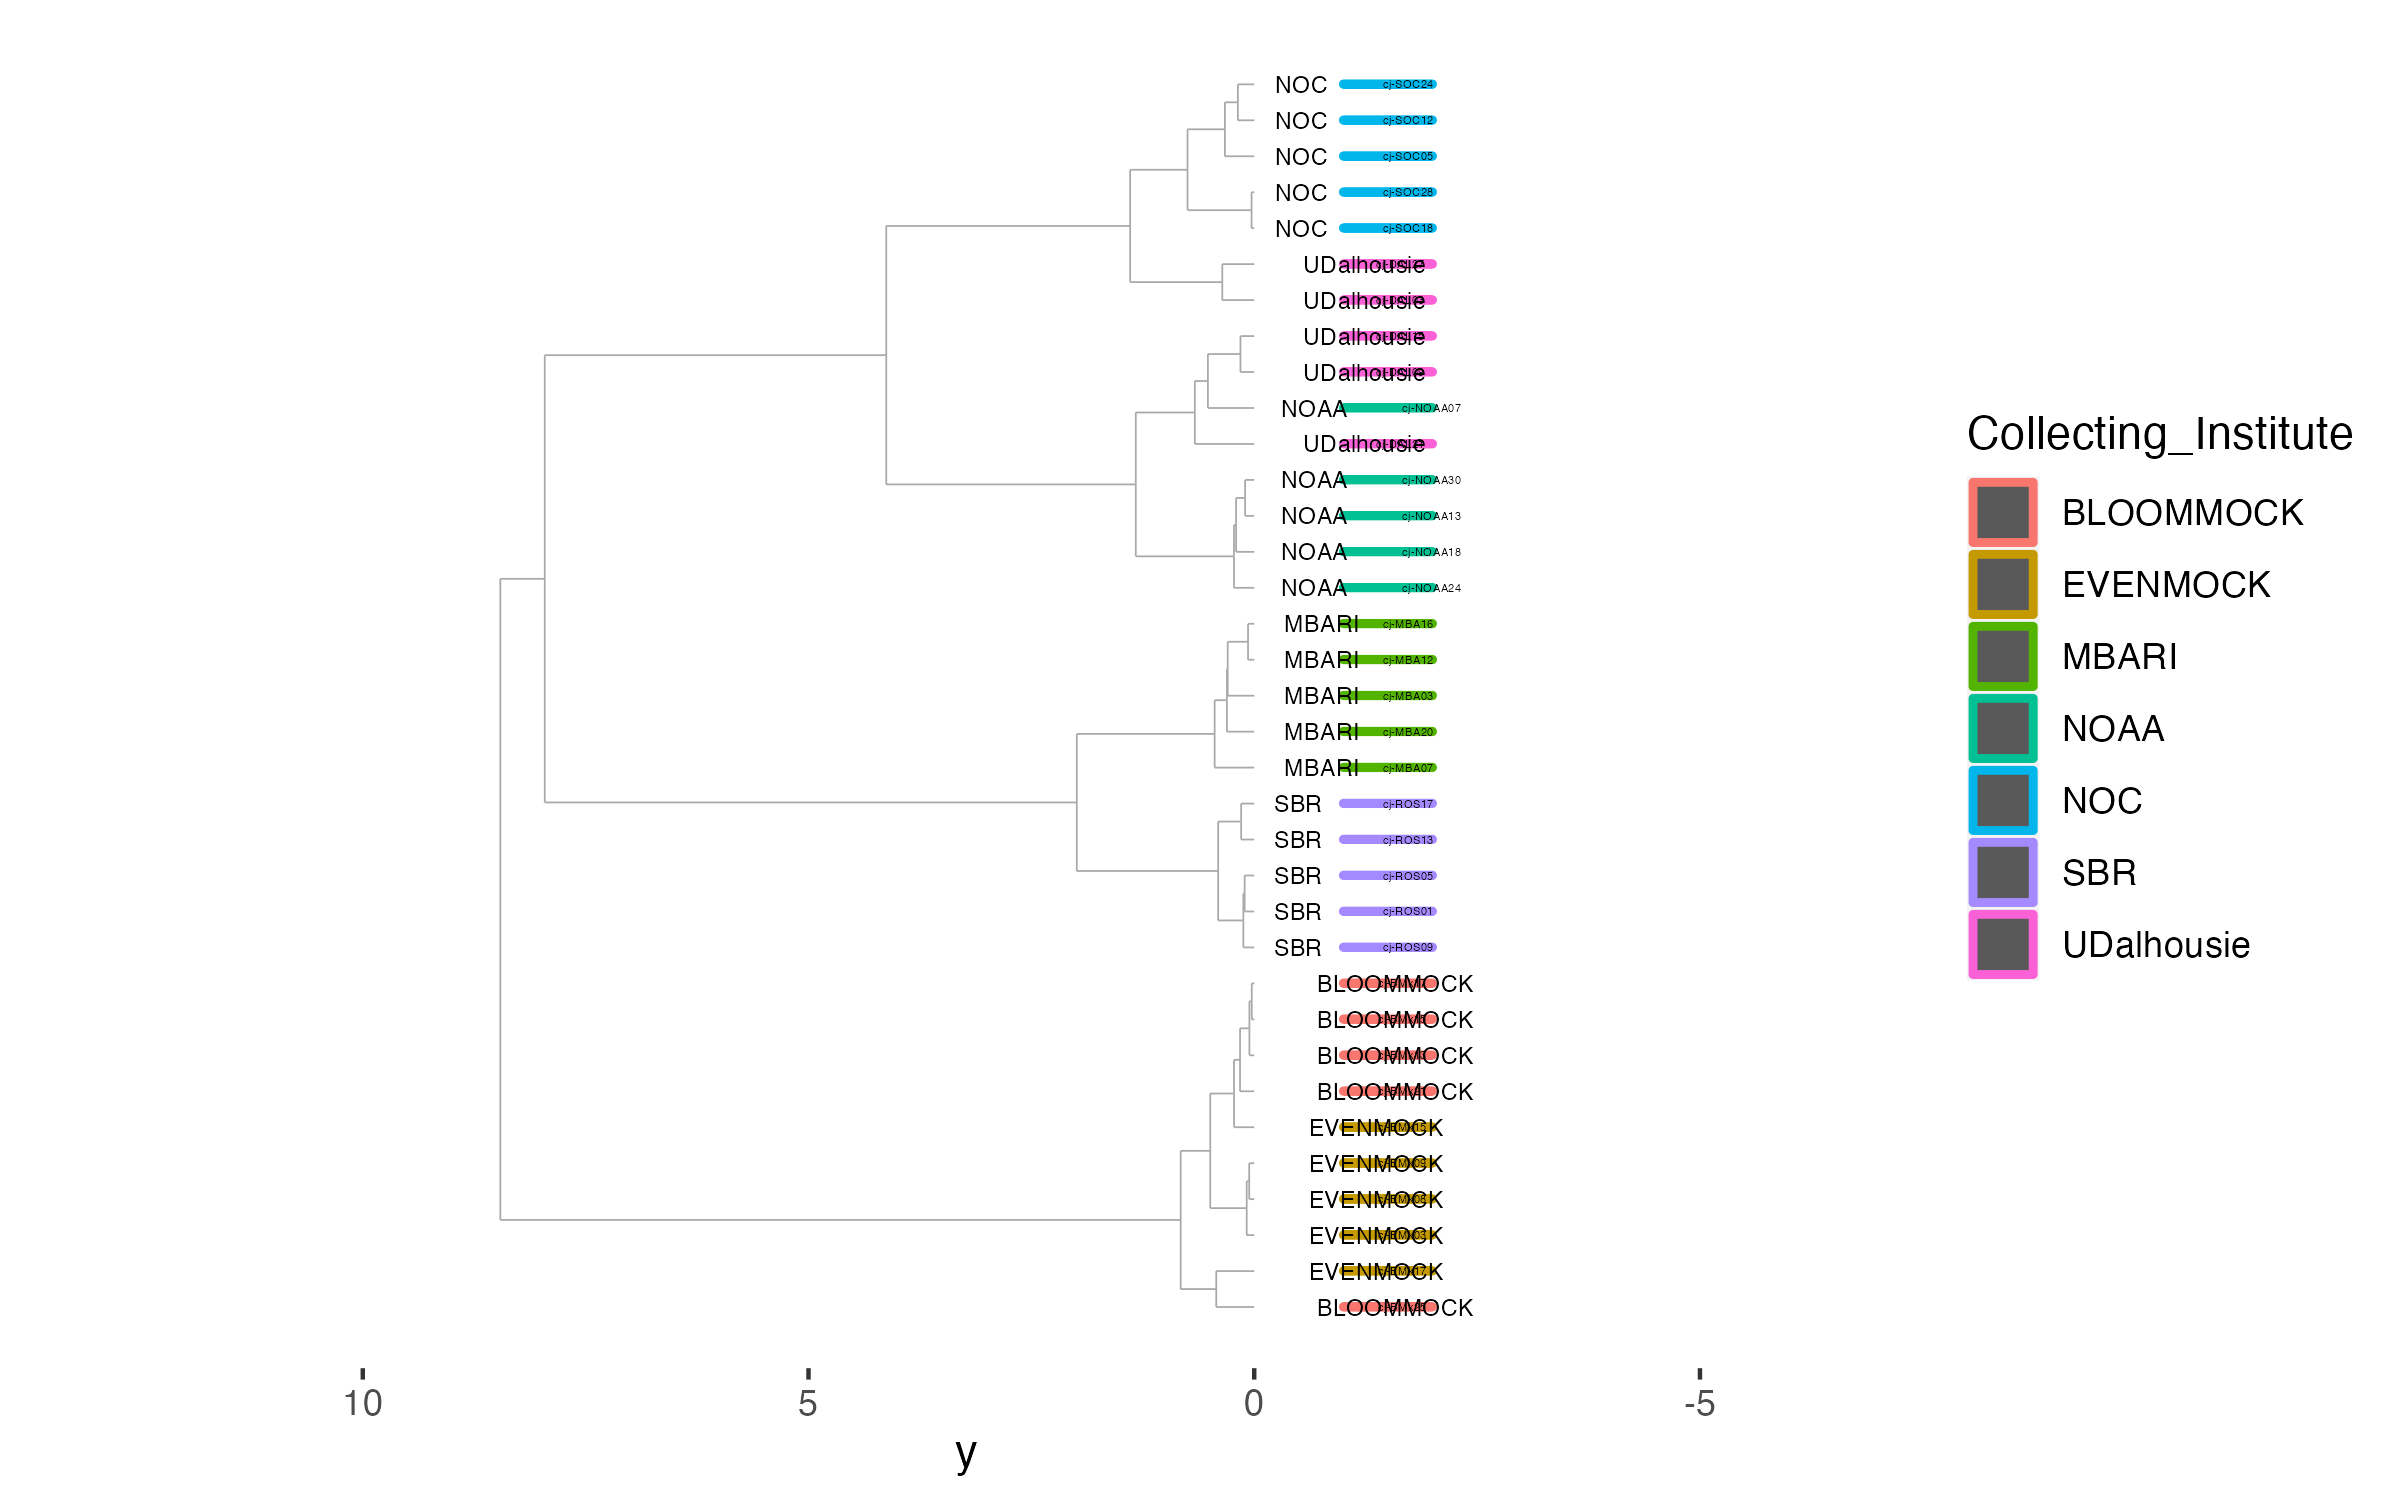 NOC cj-SOC24
NOC cj-SOC12
NOC cj-SOC05
NOC cj-SOC28
NOC cj-SOC18
UDalhousie
UDalhousie
UDalhousie
UDalhousie
NOAA cj-NOAA07
UDalhousie
NOAA cj-NOAA30
NOAA cj-NOAA13
NOAA cj-NOAA18
NOAA cj-NOAA24
MBARI cj-MBA16
MBARI cj-MBA12
MBARI cj-MBA03
MBARI cj-MBA20
MBARI cj-MBA07
SBR cj-ROS17
SBR cj-ROS13
SBR cj-ROS05
SBR cj-ROS01
SBR cj-ROS09
BLOOMMOCK
BLOOMMOCK
BLOOMMOCK
BLOOMMOCK
EVENMOCK
EVENMOCK
EVENMOCK
EVENMOCK
EVENMOCK
BLOOMMOCK
10 5 0 -5
y
Collecting_Institute
BLOOMMOCK
EVENMOCK
MBARI
NOAA
NOC
SBR
UDalhousie